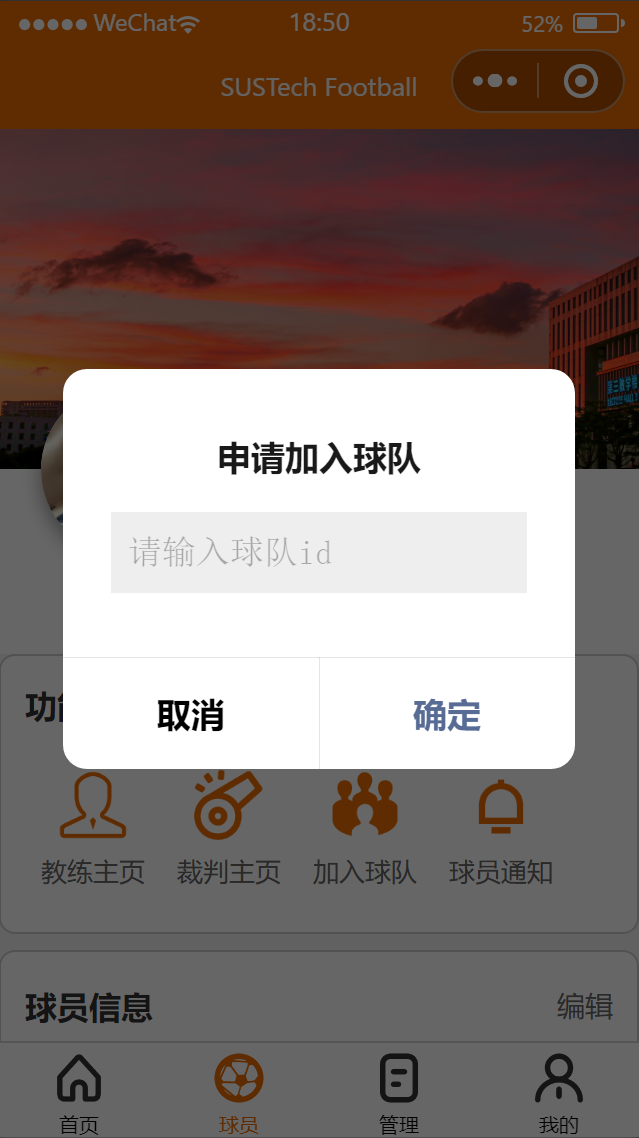 WeChat 18:50 52%
SUSTech Football
申请加入球队
请输入球队id
取消 确定
教练主页 裁判主页 加入球队 球员通知
球员信息 编辑
首页 球员 管理 我的